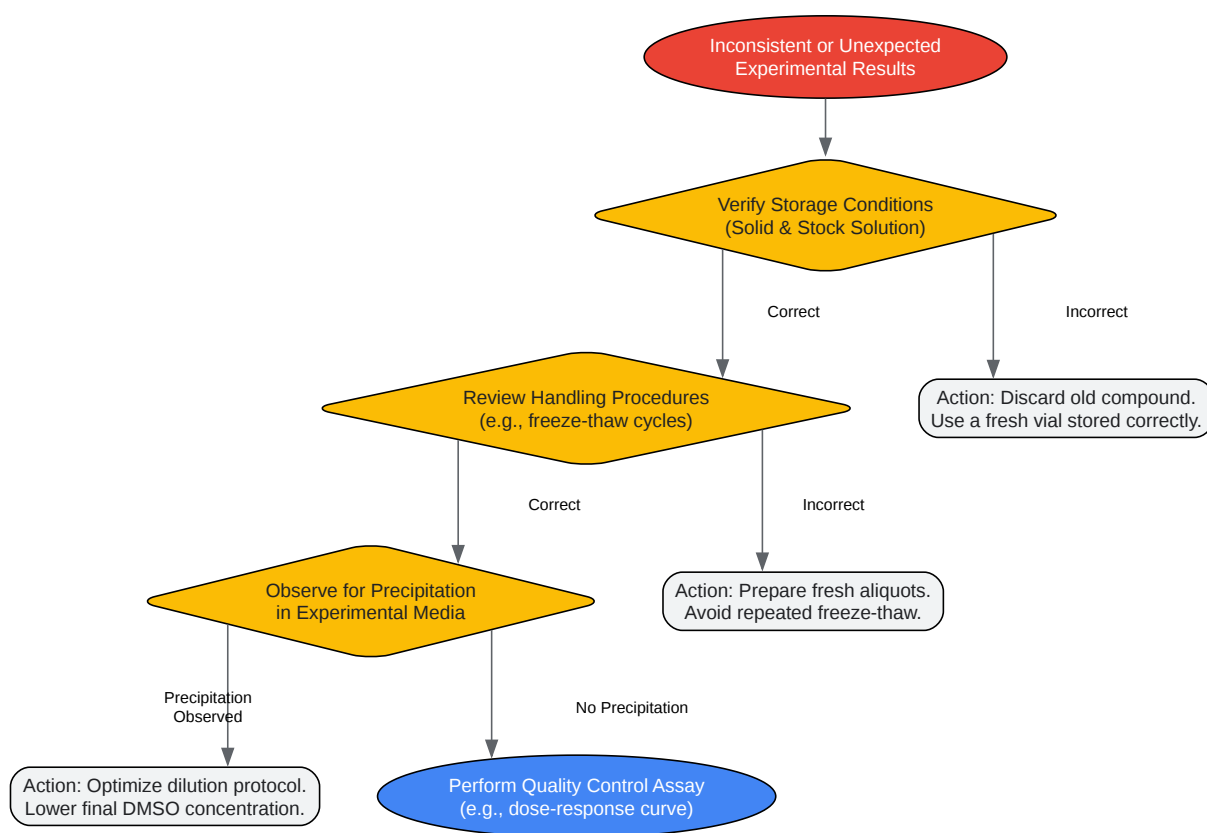 Inconsistent or Unexpected
Experimental Results
Verify Storage Conditions
(Solid & Stock Solution)
Correct
Incorrect
Review Handling Procedures
(e.g., freeze-thaw cycles)
Action: Discard old compound.
Use a fresh vial stored correctly.
Correct
Incorrect
Observe for Precipitation
in Experimental Media
Action: Prepare fresh aliquots.
Avoid repeated freeze-thaw.
Precipitation
Observed
No Precipitation
Action: Optimize dilution protocol.
Lower final DMSO concentration.
Perform Quality Control Assay
(e.g., dose-response curve)